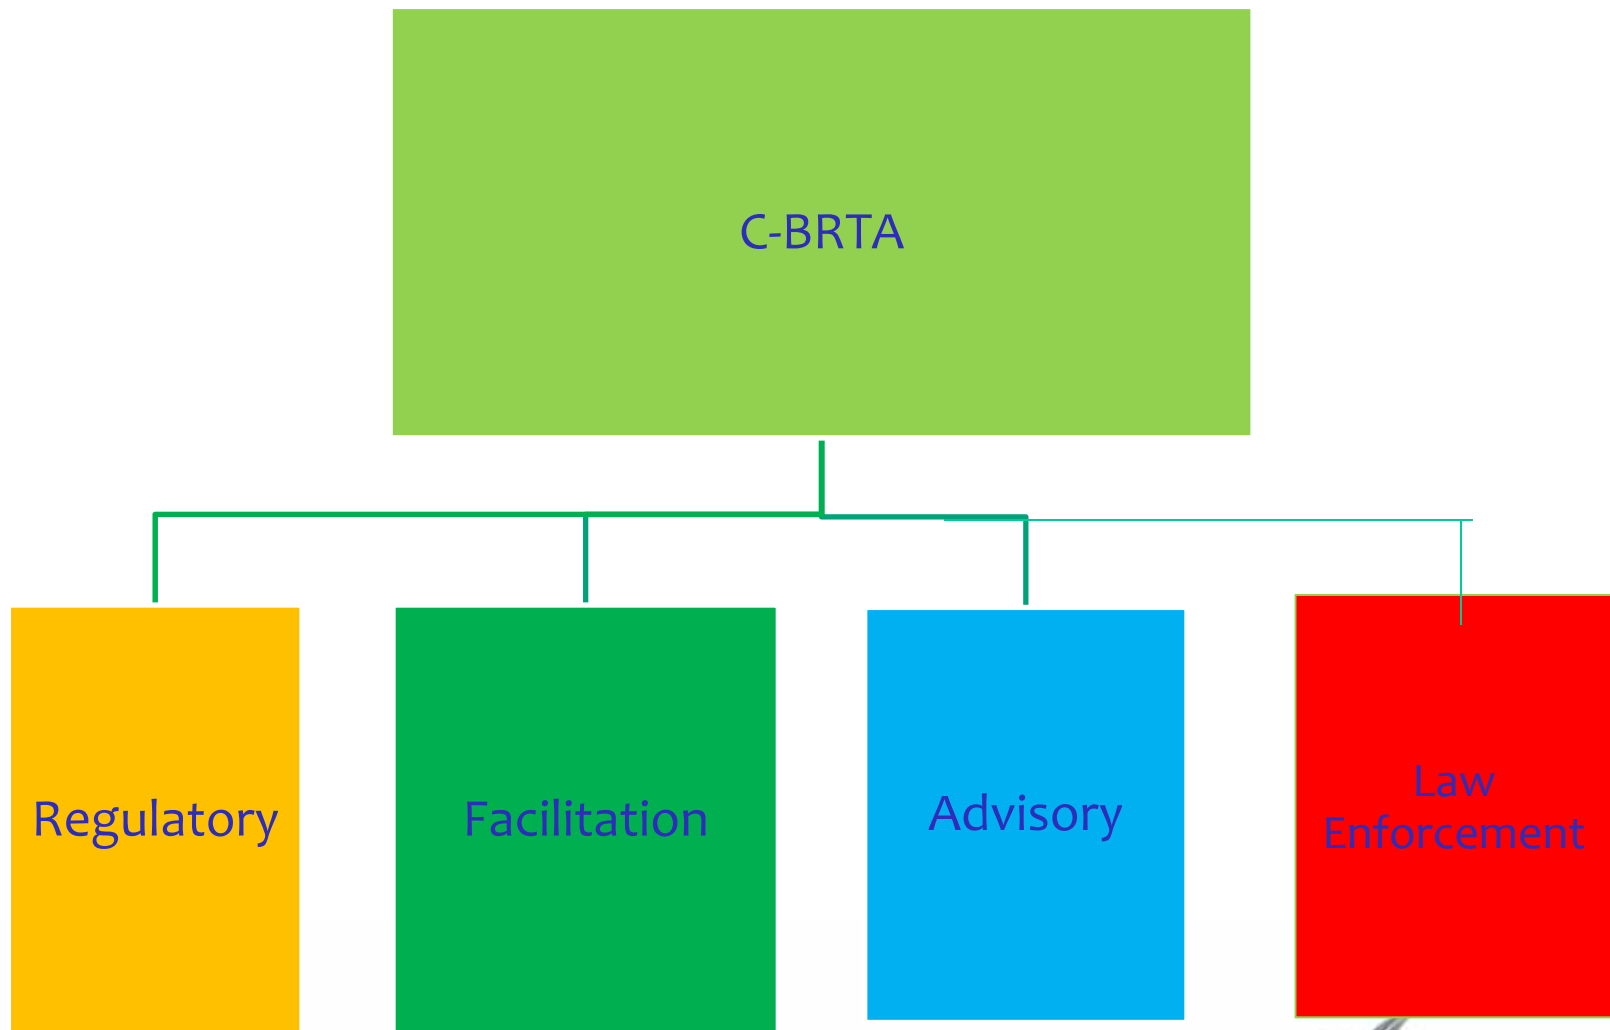 C-BRTA
Regulatory
Facilitation
Advisory
Law
Enforcement